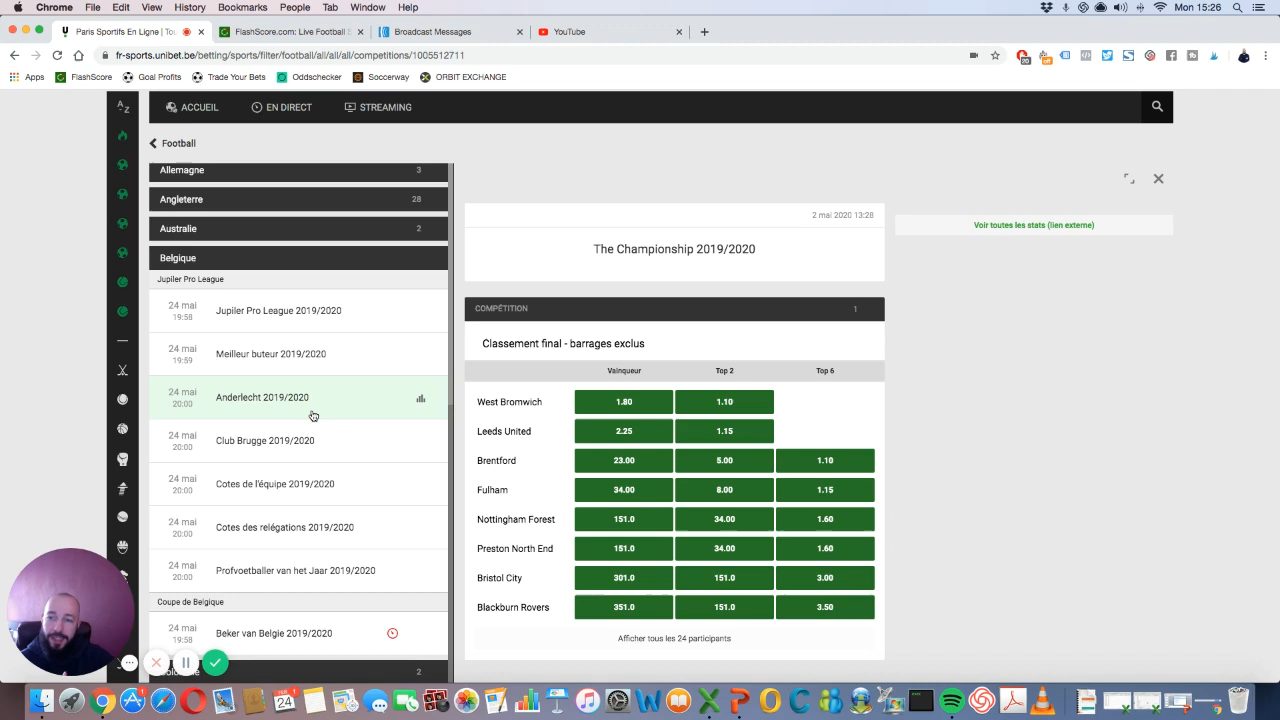 Chrome File Edit View History Bookmarks People Tab Window Help Mon 15:26
Paris Sportifs En Ligne | Tou FlashScore.com: Live Football S Broadcast Messages YouTube
fr-sports.unibet.be/betting/sports/filter/football/all/all/all/competitions/1005512711
20 off
Apps FlashScore Goal Profits Trade Your Bets Oddschecker Soccerway ORBIT EXCHANGE
A Z ACCUEIL EN DIRECT STREAMING
Football
Allemagne 3
Angleterre 28
Australie 2
Belgique
Jupiler Pro League
24 mai
19:58
Jupiler Pro League 2019/2020
24 mai
19:59
Meilleur buteur 2019/2020
24 mai
20:00
Anderlecht 2019/2020
24 mai
20:00
Club Brugge 2019/2020
24 mai
20:00
Cotes de l'équipe 2019/2020
24 mai
20:00
Cotes des relégations 2019/2020
24 mai
20:00
Profvoetballer van het Jaar 2019/2020
Coupe de Belgique
24 mai
19:58
Beker van Belgie 2019/2020
2
2 mai 2020 13:28
The Championship 2019/2020
COMPÉTITION 1
Classement final - barrages exclus
Vainqueur Top 2 Top 6
West Bromwich 1.80 1.10
Leeds United 2.25 1.15
Brentford 23.00 5.00 1.10
Fulham 34.00 8.00 1.15
Nottingham Forest 151.0 34.00 1.60
Preston North End 151.0 34.00 1.60
Bristol City 301.0 151.0 3.00
Blackburn Rovers 351.0 151.0 3.50
Afficher tous les 24 participants
Voir toutes les stats (lien externe)
1 24